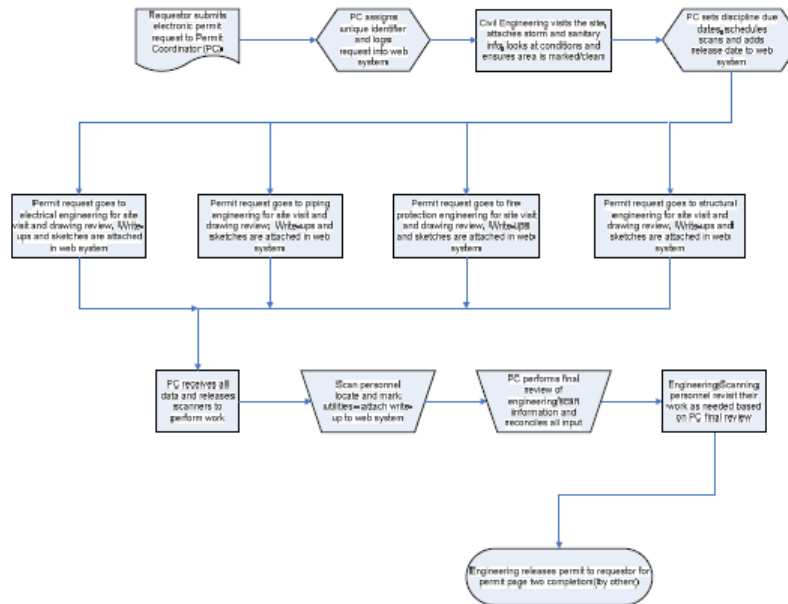 Requestor submits
electronic permit
request to Permit
Coordinator (PC)
PC assigns
unique identifier
and logs
request into web
system
Civil Engineering visits the site,
attaches storm and sanitary
info, looks at conditions and
ensures area is marked/clean
PC sets discipline due
dates, schedules
scans and adds
release date to web
system
Permit request goes to
electrical engineering for site
visit and drawing review; Write-
ups and sketches are attached
in web system
Permit request goes to piping
engineering for site visit and
drawing review; Write-ups
and sketches are attached in
web system
Permit request goes to fire
protection engineering for site visit
and drawing review; Write-ups
and sketches are attached in web
system
Permit request goes to structural
engineering for site visit and
drawing review; Write-ups and
sketches are attached in web
system
PC receives all
data and releases
scanners to
perform work
Scan personnel
locate and mark
utilities – attach write-
up to web system
PC performs final
review of
engineering/scan
information and
reconciles all input
Engineering/Scanning
personnel revisit their
work as needed based
on PC final review
Engineering releases permit to requestor for
permit page two completion (by others)